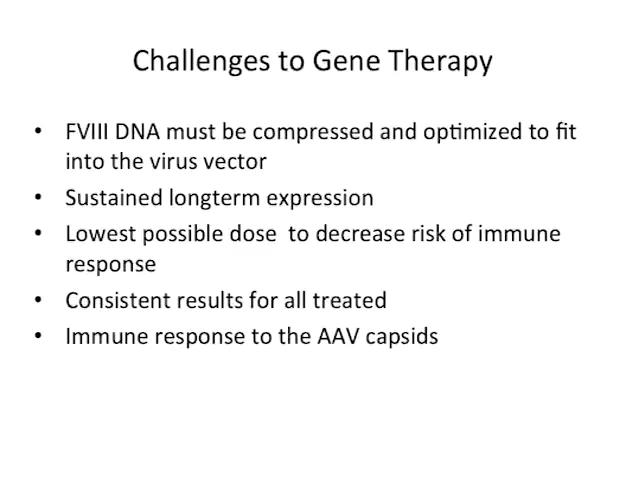 Challenges to Gene Therapy
• FVIII DNA must be compressed and optimized to fit
into the virus vector
• Sustained longterm expression
• Lowest possible dose  to decrease risk of immune
response
• Consistent results for all treated
• Immune response to the AAV capsids